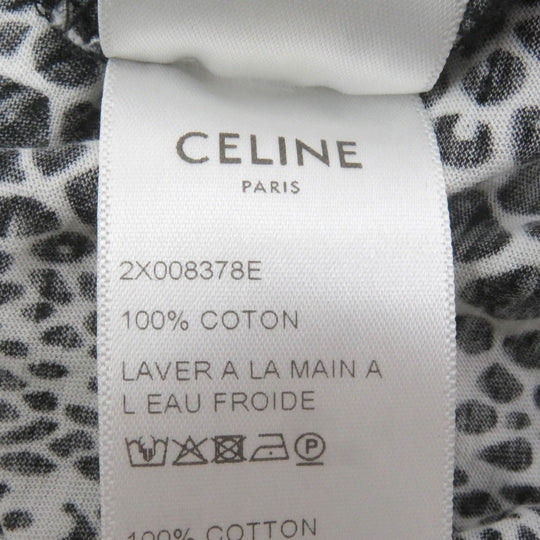 CELINE
PARIS
2X008378E
100% COTON
LAVER A LA MAIN A
L EAU FROIDE
P
100% COTTON